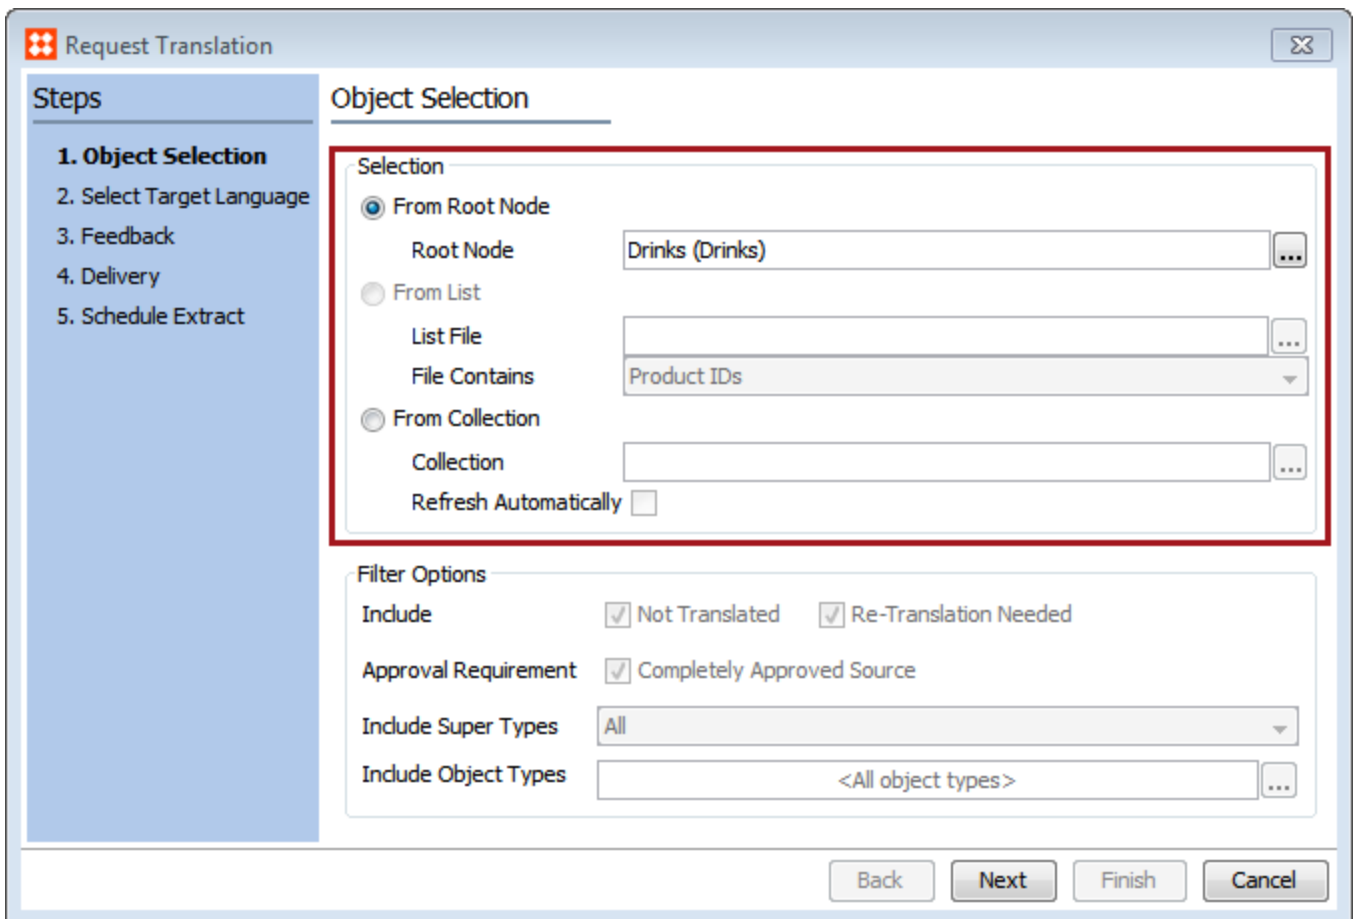 Request Translation
Steps
1. Object Selection
2. Select Target Language
3. Feedback
4. Delivery
5. Schedule Extract
Object Selection
Selection
From Root Node
Root Node Drinks (Drinks) ...
From List
List File ...
File Contains Product IDs
From Collection
Collection ...
Refresh Automatically
Filter Options
Include Not Translated Re-Translation Needed
Approval Requirement Completely Approved Source
Include Super Types All
Include Object Types <All object types> ...
Back Next Finish Cancel